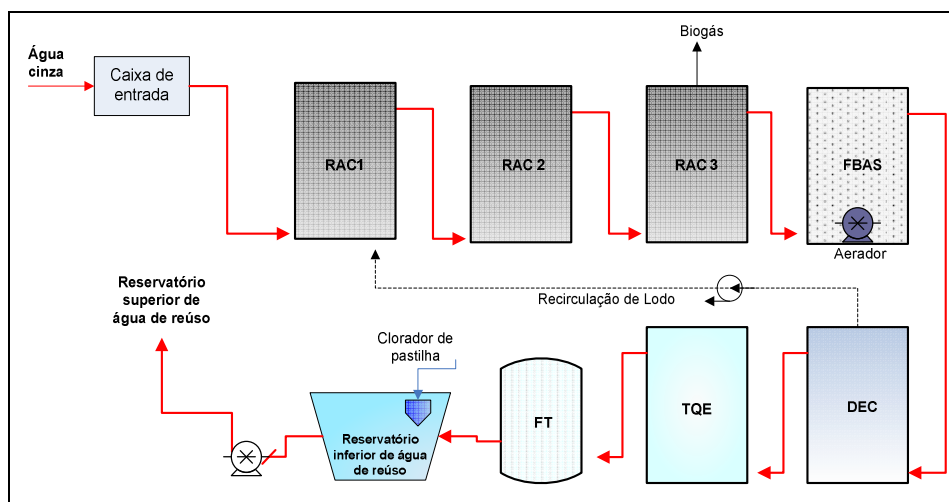 Biogás
Água
cinza
Caixa de
entrada
RAC1
RAC 2
RAC 3
FBAS
Aerador
Recirculação de Lodo
Reservatório
superior de
água de reúso
Clorador de
pastilha
Reservatório
inferior de água
de reúso
FT
TQE
DEC